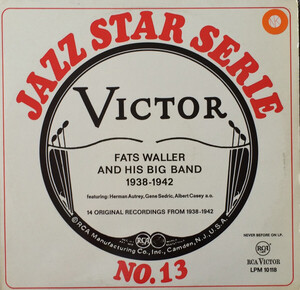 JAZZ STAR SERIE
VICTOR
FATS WALLER
AND HIS BIG BAND
1938-1942
featuring: Herman Autrey, Gene Sedric, Albert Casey a.o.
14 ORIGINAL RECORDINGS FROM 1938-1942
©RCA Manufacturing Co., Inc., Camden, N.J., U.S.A.
RCA
NO.13
NEVER BEFORE ON LP.
RCA VICTOR
LPM 10118